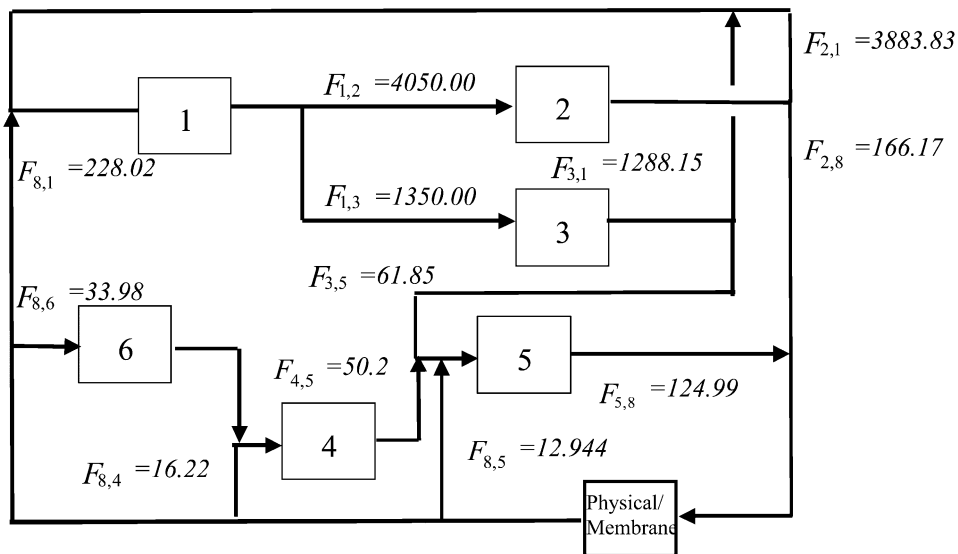 F2,1 =3883.83
F1,2 =4050.00
1
2
F8,1 =228.02
F3,1 =1288.15
F2,8 =166.17
F1,3 =1350.00
3
F3,5 =61.85
F8,6 =33.98
6
5
F4,5 =50.2
F5,8 =124.99
4
F8,4 =16.22
F8,5 =12.944
Physical/
Membrane